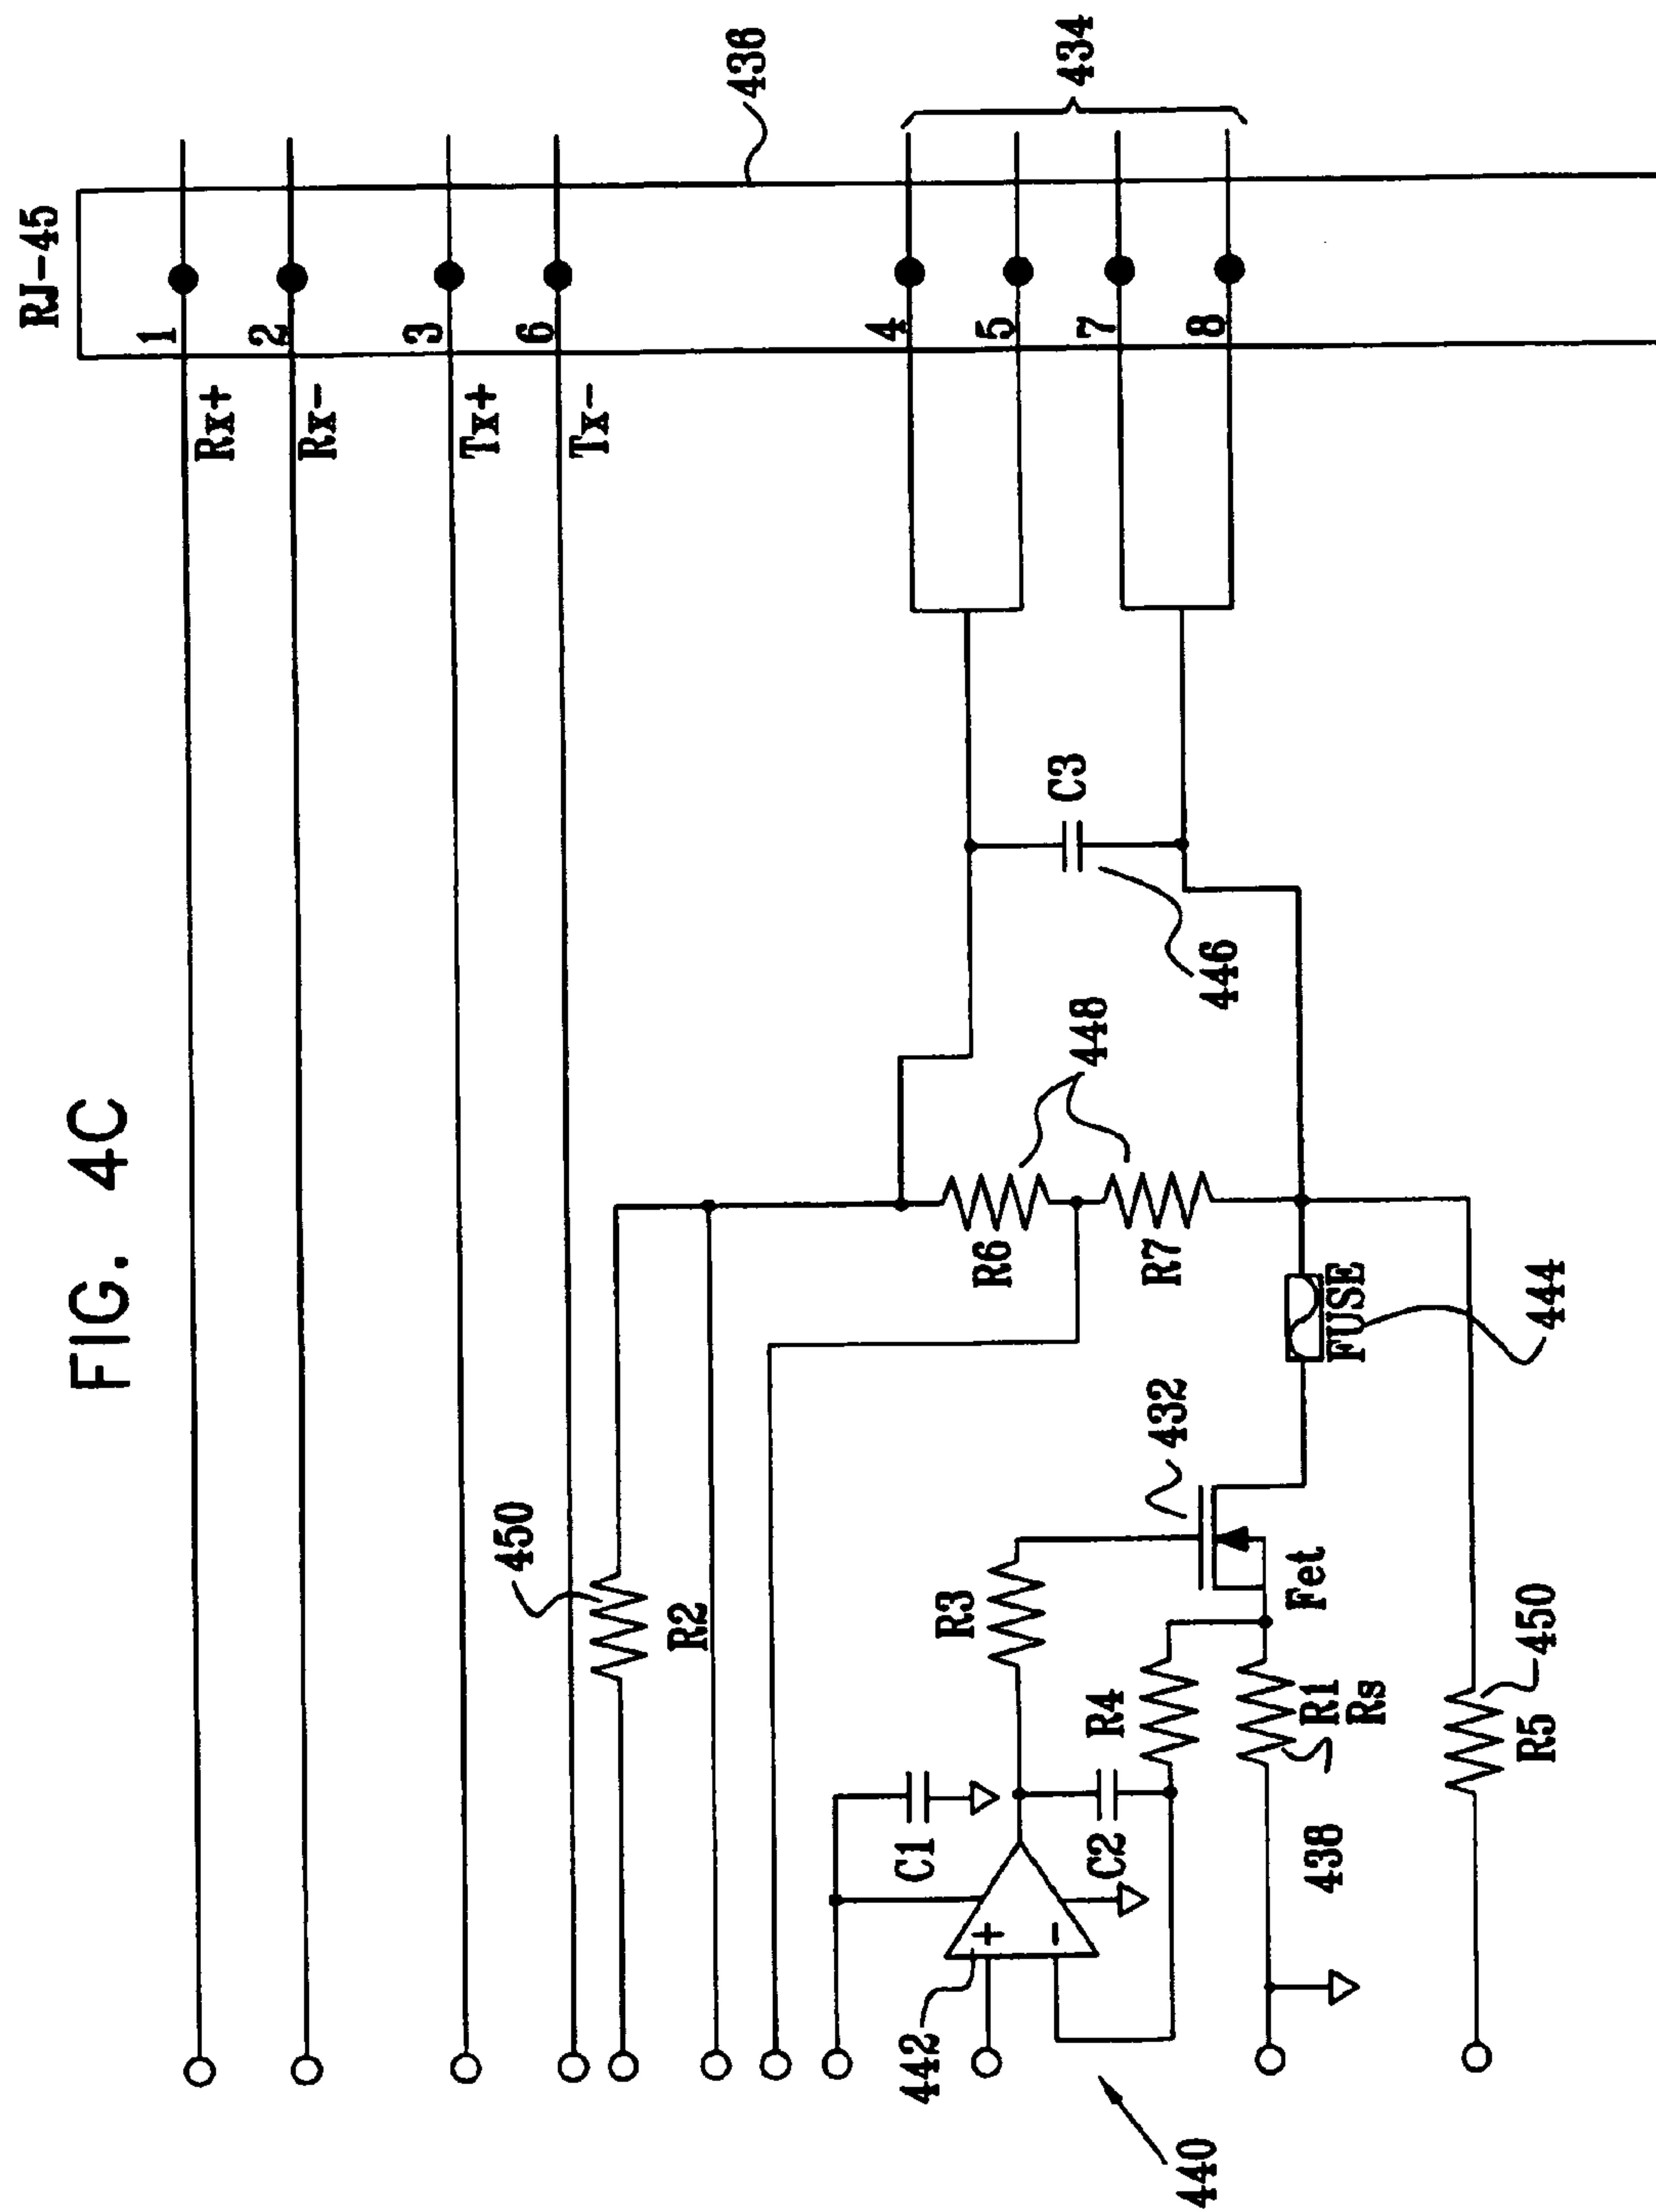 FIG. 4C
RJ-45
436
434
1
2
3
6
4
5
7
8
Rx+
Rx-
Tx+
Tx-
C3
446
448
R6
R7
FUSE
444
432
Fet
450
R2
R3
R4
R1
Rs
438
450
R5
C1
C2
+
-
442
440